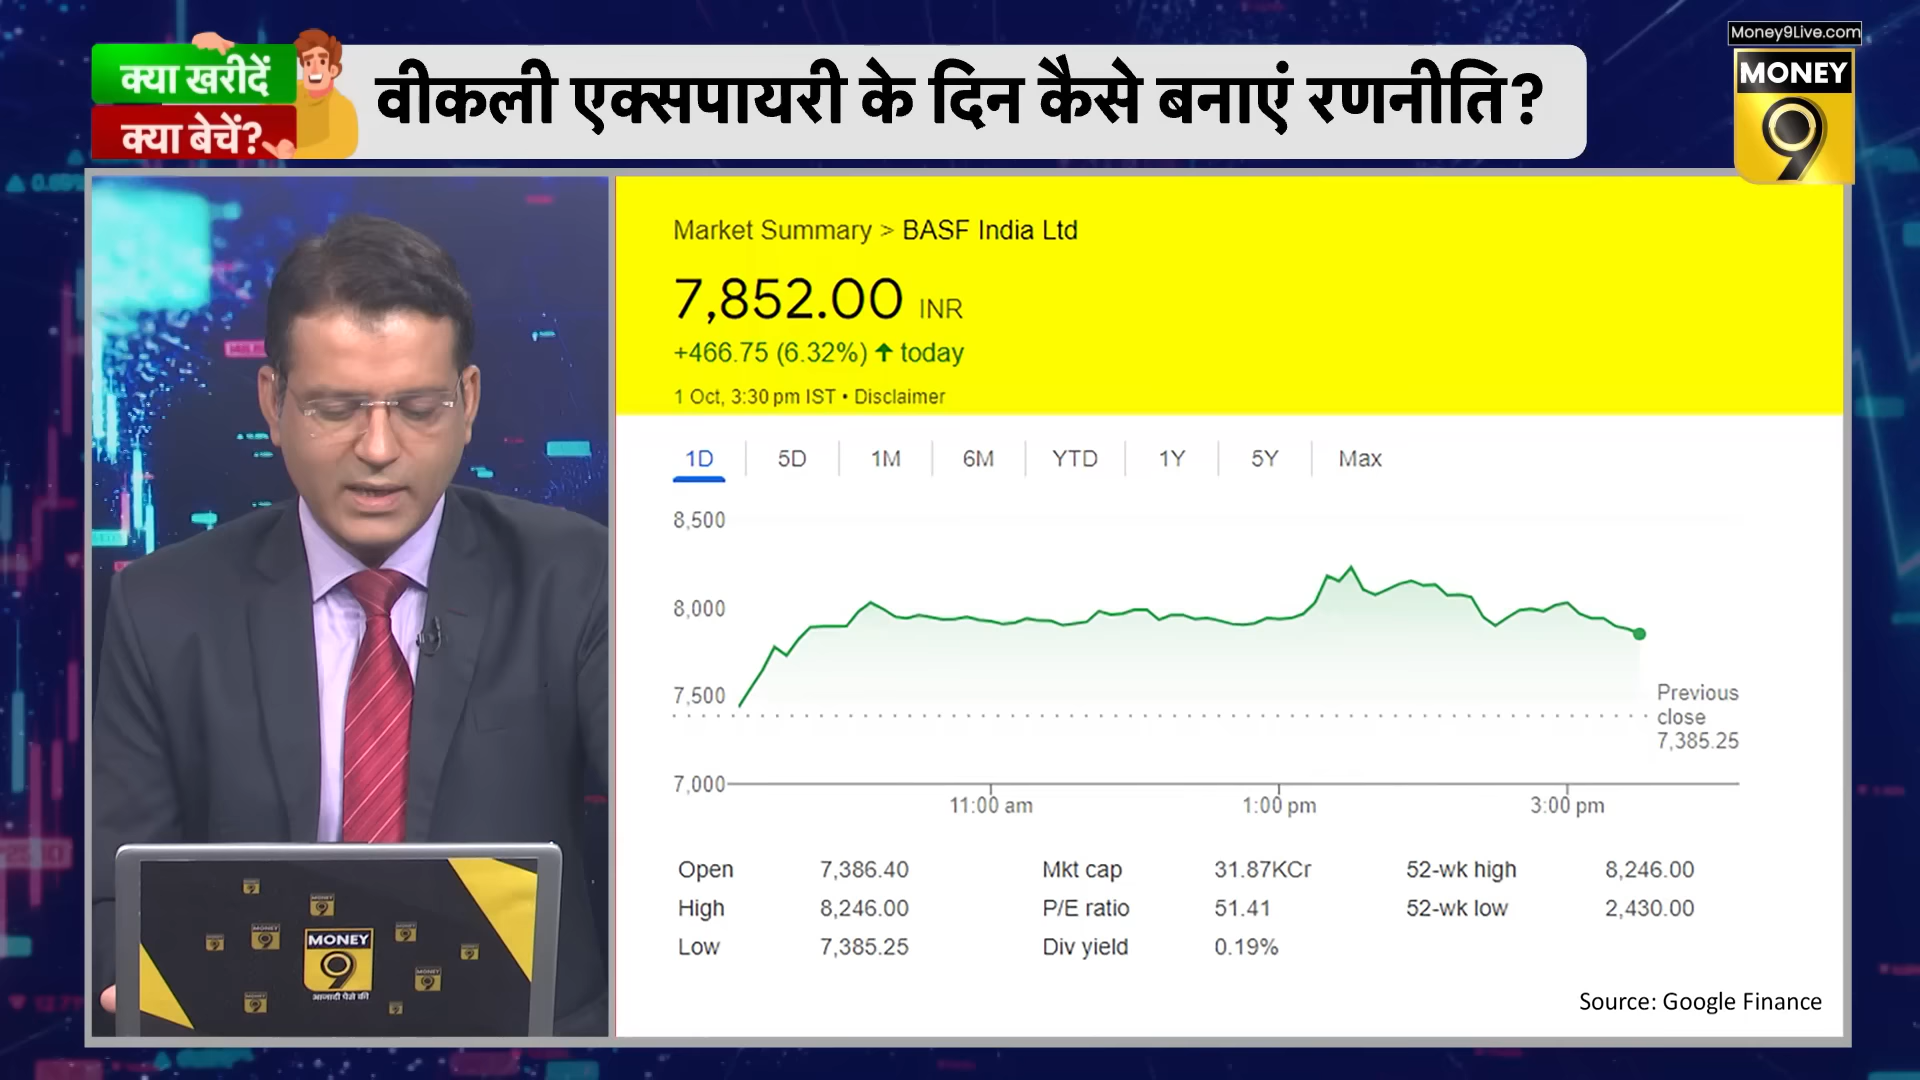 Money9Live.com
MONEY
9
क्या खरीदें
क्या बेचें?
वीकली एक्सपायरी के दिन कैसे बनाएं रणनीति?
Market Summary > BASF India Ltd
7,852.00 INR
+466.75 (6.32%) ↑ today
1 Oct, 3:30 pm IST • Disclaimer
1D 5D 1M 6M YTD 1Y 5Y Max
8,500
8,000
7,500
7,000
Previous
close
7,385.25
11:00 am 1:00 pm 3:00 pm
Open 7,386.40 Mkt cap 31.87KCr 52-wk high 8,246.00
High 8,246.00 P/E ratio 51.41 52-wk low 2,430.00
Low 7,385.25 Div yield 0.19%
Source: Google Finance
MONEY
9
आजादी पैसे की